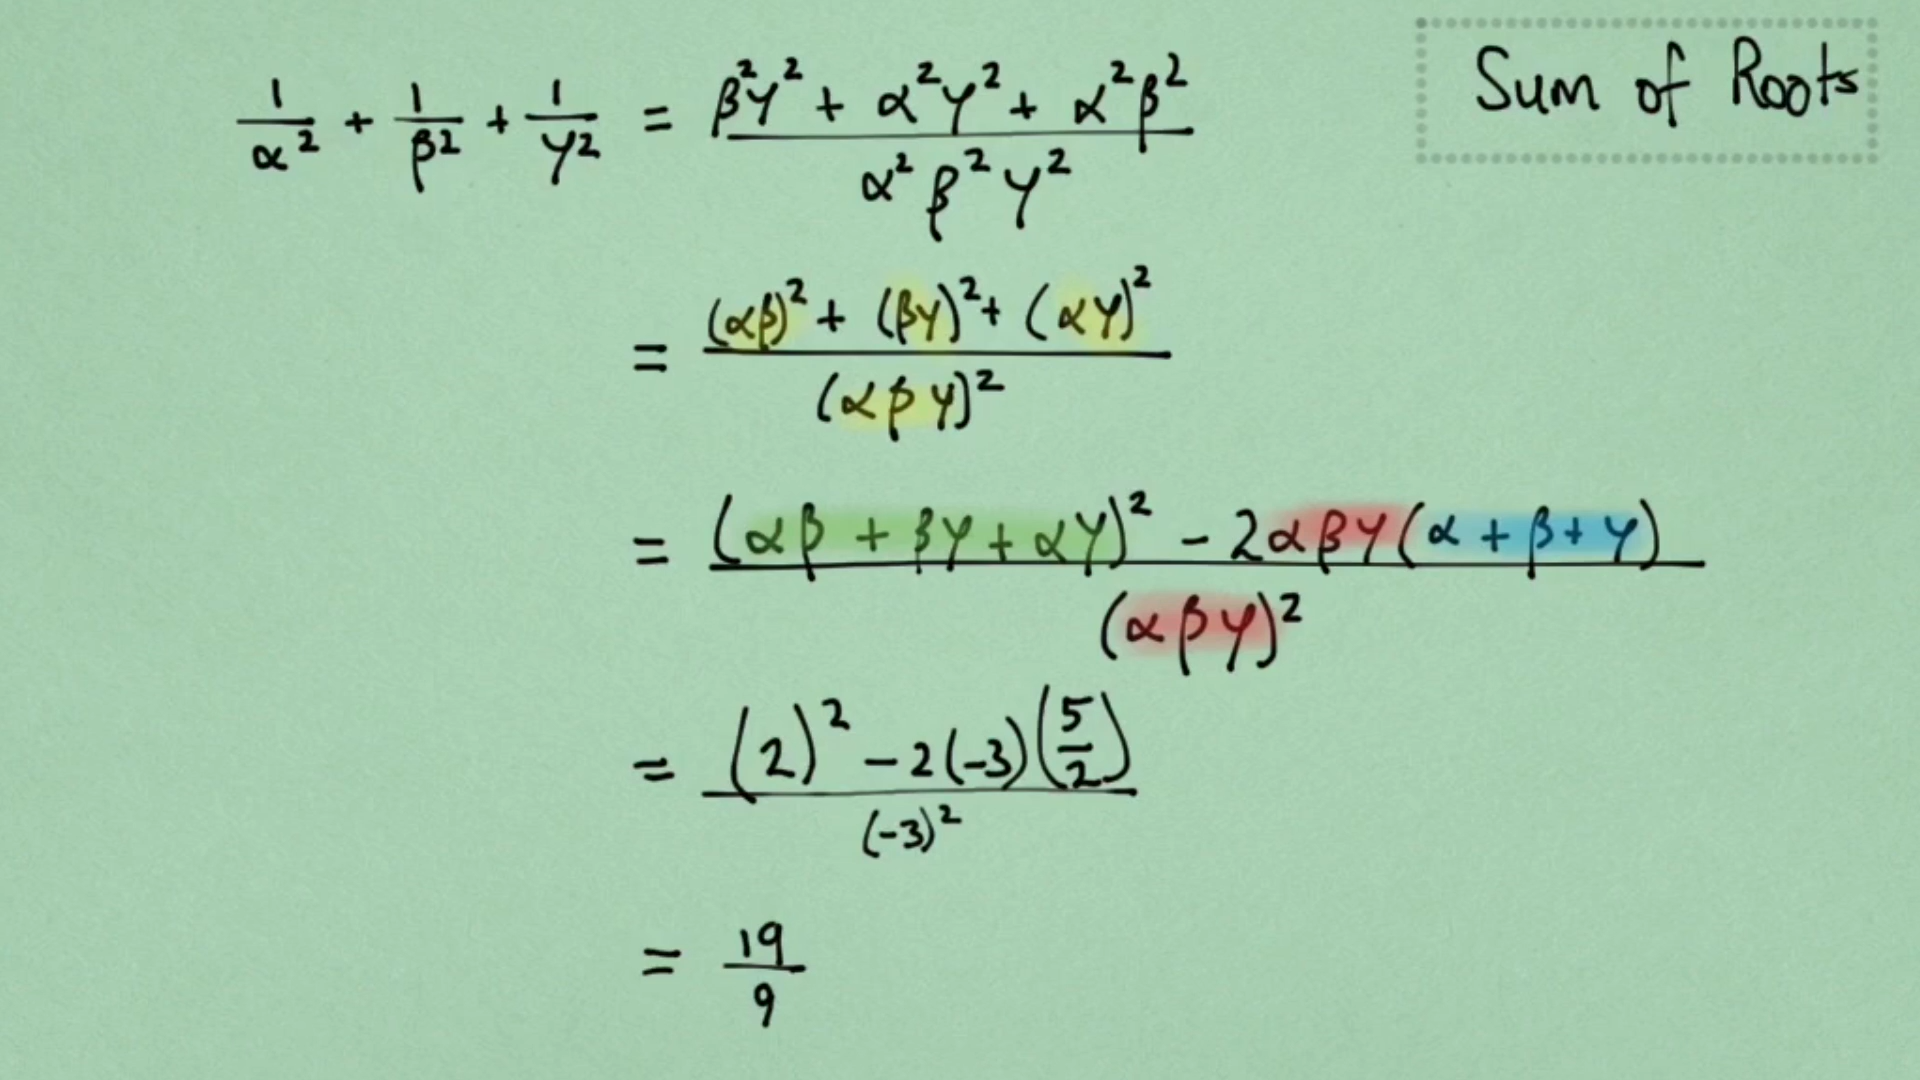 Sum of Roots
1/α² + 1/β² + 1/γ² = (β²γ² + α²γ² + α²β²)/(α²β²γ²)
= ((αβ)² + (βγ)² + (αγ)²)/(αβγ)²
= ((αβ + βγ + αγ)² - 2αβγ(α + β + γ))/(αβγ)²
= ((2)² - 2(-3)(5/2))/(-3)²
= 19/9